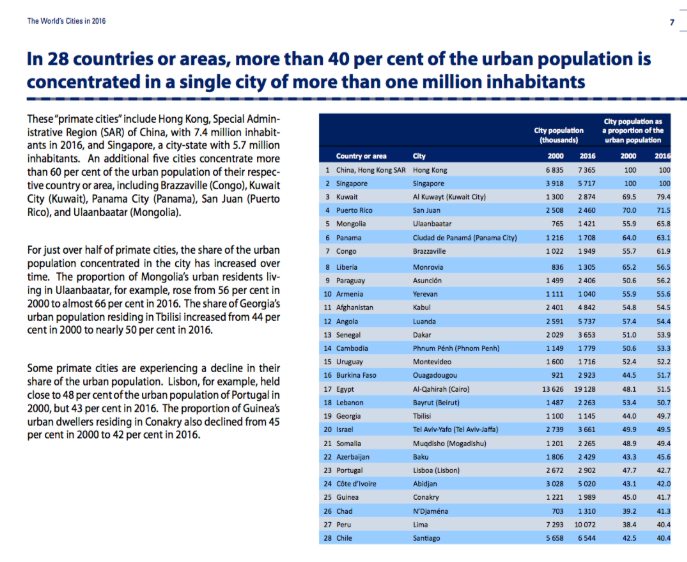 The World's Cities in 2016
7
In 28 countries or areas, more than 40 per cent of the urban population is
concentrated in a single city of more than one million inhabitants
These "primate cities" include Hong Kong, Special Admin-
istrative Region (SAR) of China, with 7.4 million inhabit-
ants in 2016, and Singapore, a city-state with 5.7 million
inhabitants. An additional five cities concentrate more
than 60 per cent of the urban population of their respec-
tive country or area, including Brazzaville (Congo), Kuwait
City (Kuwait), Panama City (Panama), San Juan (Puerto
Rico), and Ulaanbaatar (Mongolia).
For just over half of primate cities, the share of the urban
population concentrated in the city has increased over
time. The proportion of Mongolia's urban residents liv-
ing in Ulaanbaatar, for example, rose from 56 per cent in
2000 to almost 66 per cent in 2016. The share of Georgia's
urban population residing in Tbilisi increased from 44 per
cent in 2000 to nearly 50 per cent in 2016.
Some primate cities are experiencing a decline in their
share of the urban population. Lisbon, for example, held
close to 48 per cent of the urban population of Portugal in
2000, but 43 per cent in 2016. The proportion of Guinea's
urban dwellers residing in Conakry also declined from 45
per cent in 2000 to 42 per cent in 2016.
City population (thousands) City population as a proportion of the urban population
Country or area City 2000 2016 2000 2016
1 China, Hong Kong SAR Hong Kong 6 835 7 365 100 100
2 Singapore Singapore 3 918 5 717 100 100
3 Kuwait Al Kuwayt (Kuwait City) 1 300 2 874 69.5 79.4
4 Puerto Rico San Juan 2 508 2 460 70.0 71.5
5 Mongolia Ulaanbaatar 765 1 421 55.9 65.8
6 Panama Ciudad de Panamá (Panama City) 1 216 1 708 64.0 63.1
7 Congo Brazzaville 1 022 1 949 55.7 61.9
8 Liberia Monrovia 836 1 305 65.2 56.5
9 Paraguay Asunción 1 499 2 406 50.6 56.2
10 Armenia Yerevan 1 111 1 040 55.9 55.6
11 Afghanistan Kabul 2 401 4 842 54.8 54.5
12 Angola Luanda 2 591 5 737 57.4 54.4
13 Senegal Dakar 2 029 3 653 51.0 53.9
14 Cambodia Phnum Pénh (Phnom Penh) 1 149 1 779 50.6 53.3
15 Uruguay Montevideo 1 600 1 716 52.4 52.2
16 Burkina Faso Ouagadougou 921 2 923 44.5 51.7
17 Egypt Al-Qahirah (Cairo) 13 626 19 128 48.1 51.5
18 Lebanon Bayrut (Beirut) 1 487 2 263 53.4 50.7
19 Georgia Tbilisi 1 100 1 145 44.0 49.7
20 Israel Tel Aviv-Yafo (Tel Aviv-Jaffa) 2 739 3 661 49.9 49.5
21 Somalia Muqdisho (Mogadishu) 1 201 2 265 48.9 49.4
22 Azerbaijan Baku 1 806 2 429 43.3 45.6
23 Portugal Lisboa (Lisbon) 2 672 2 902 47.7 42.7
24 Côte d'Ivoire Abidjan 3 028 5 020 43.1 42.0
25 Guinea Conakry 1 221 1 989 45.0 41.7
26 Chad N'Djaména 703 1 310 39.2 41.3
27 Peru Lima 7 293 10 072 38.4 40.4
28 Chile Santiago 5 658 6 544 42.5 40.4